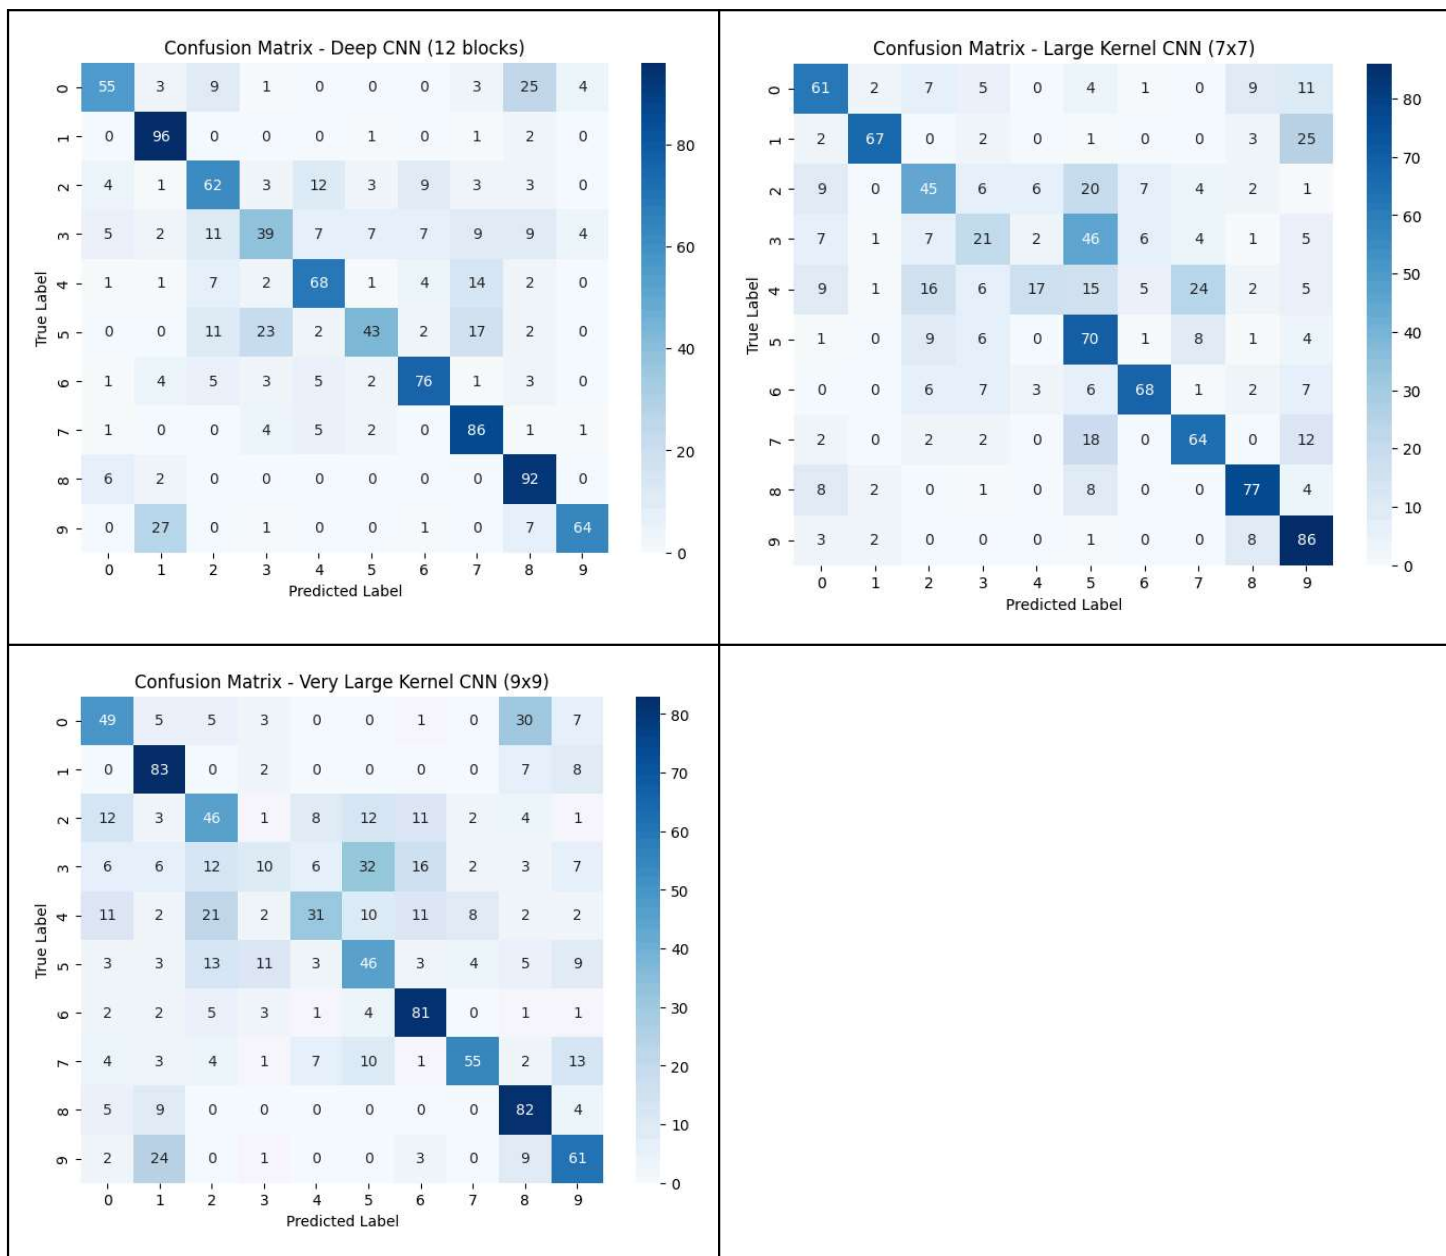 Confusion Matrix - Deep CNN (12 blocks)
0 55 3 9 1 0 0 0 3 25 4
1 0 96 0 0 0 1 0 1 2 0
2 4 1 62 3 12 3 9 3 3 0
3 5 2 11 39 7 7 7 9 9 4
4 1 1 7 2 68 1 4 14 2 0
5 0 0 11 23 2 43 2 17 2 0
6 1 4 5 3 5 2 76 1 3 0
7 1 0 0 4 5 2 0 86 1 1
8 6 2 0 0 0 0 0 0 92 0
9 0 27 0 1 0 0 1 0 7 64
0 1 2 3 4 5 6 7 8 9
Predicted Label
True Label
80
60
40
20
0
Confusion Matrix - Large Kernel CNN (7x7)
0 61 2 7 5 0 4 1 0 9 11
1 2 67 0 2 0 1 0 0 3 25
2 9 0 45 6 6 20 7 4 2 1
3 7 1 7 21 2 46 6 4 1 5
4 9 1 16 6 17 15 5 24 2 5
5 1 0 9 6 0 70 1 8 1 4
6 0 0 6 7 3 6 68 1 2 7
7 2 0 2 2 0 18 0 64 0 12
8 8 2 0 1 0 8 0 0 77 4
9 3 2 0 0 0 1 0 0 8 86
0 1 2 3 4 5 6 7 8 9
Predicted Label
True Label
80
70
60
50
40
30
20
10
0
Confusion Matrix - Very Large Kernel CNN (9x9)
0 49 5 5 3 0 0 1 0 30 7
1 0 83 0 2 0 0 0 0 7 8
2 12 3 46 1 8 12 11 2 4 1
3 6 6 12 10 6 32 16 2 3 7
4 11 2 21 2 31 10 11 8 2 2
5 3 3 13 11 3 46 3 4 5 9
6 2 2 5 3 1 4 81 0 1 1
7 4 3 4 1 7 10 1 55 2 13
8 5 9 0 0 0 0 0 0 82 4
9 2 24 0 1 0 0 3 0 9 61
0 1 2 3 4 5 6 7 8 9
Predicted Label
True Label
80
70
60
50
40
30
20
10
0